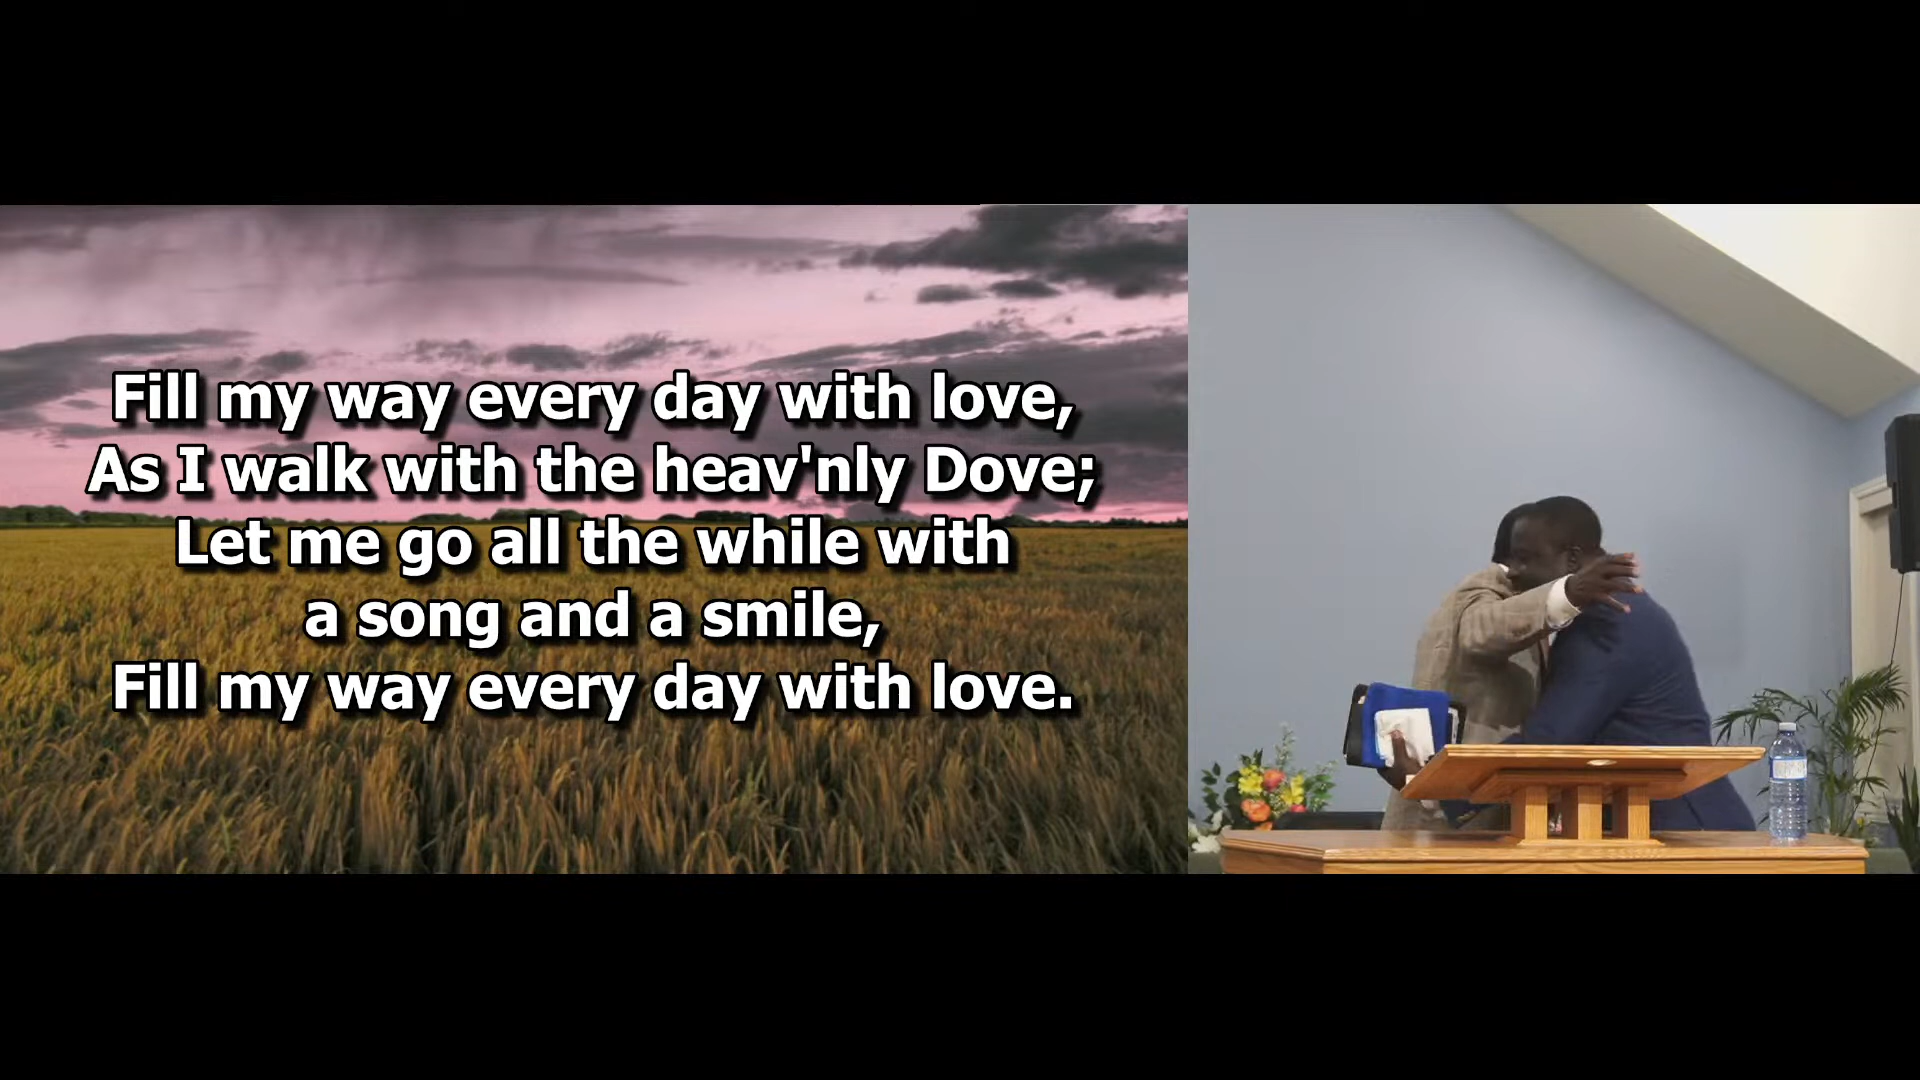 Fill my way every day with love,
As I walk with the heav'nly Dove;
Let me go all the while with
a song and a smile,
Fill my way every day with love.